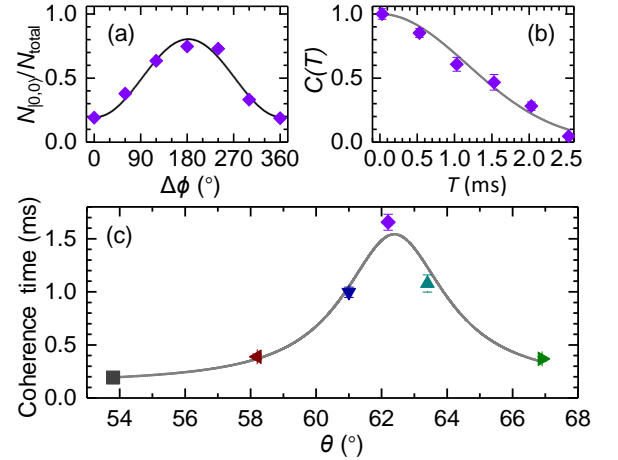 (a)
N|0,0⟩/Ntotal
1.0
0.5
0.0
0 90 180 270 360
Δϕ (°)
(b)
C(T)
1.0
0.5
0.0
0.0 0.5 1.0 1.5 2.0 2.5
T (ms)
(c)
Coherence time (ms)
1.5
1.0
0.5
0.0
54 56 58 60 62 64 66 68
θ (°)